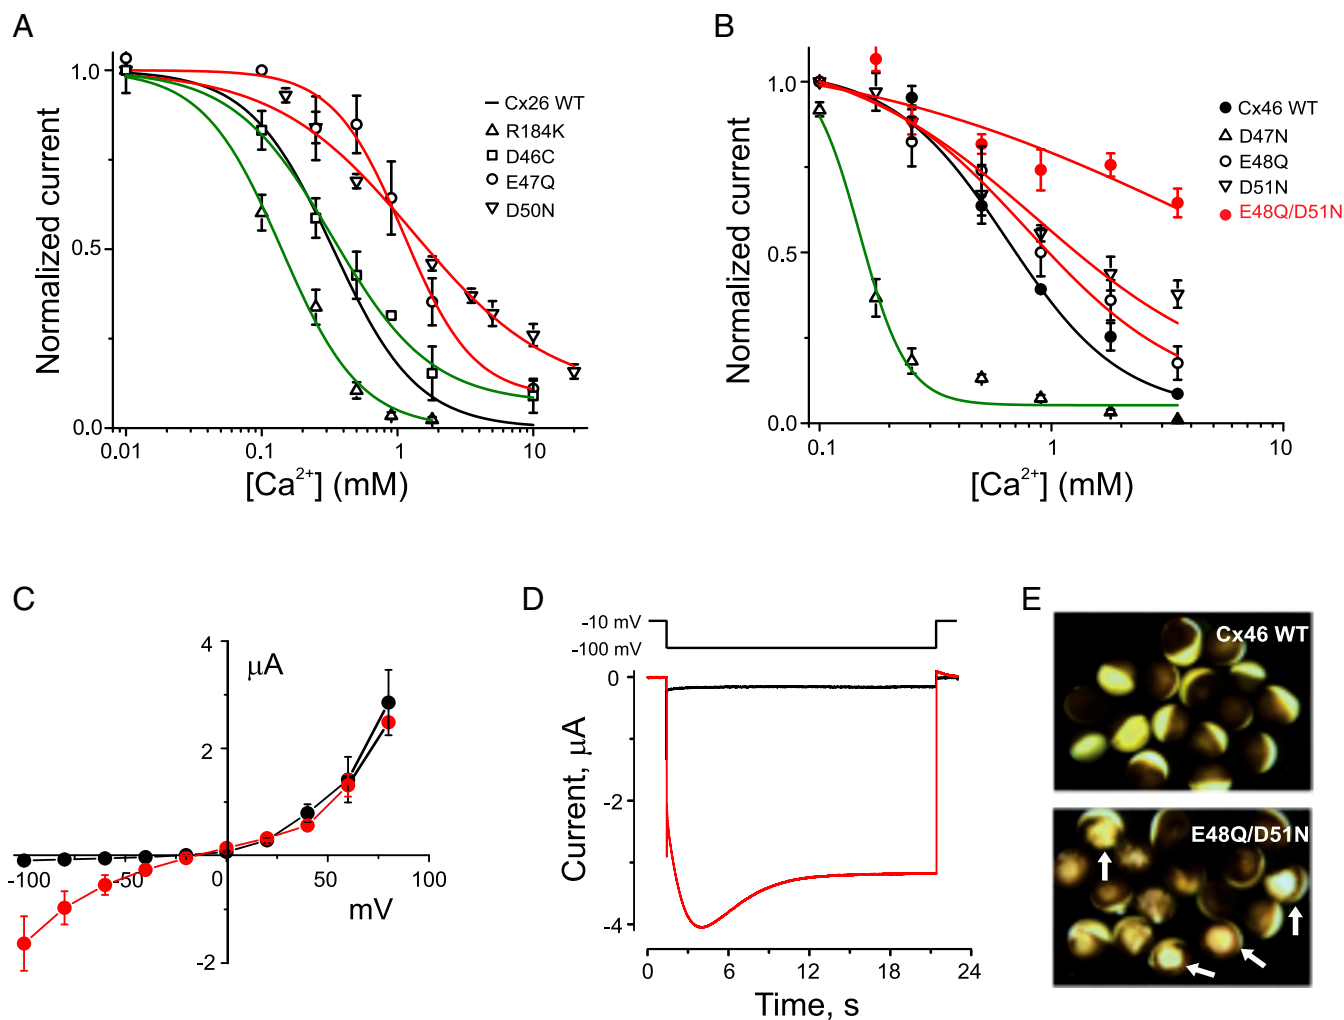 A
Normalized current
1.0
0.5
0.0
0.01
0.1
1
10
[Ca²⁺] (mM)
Cx26 WT
R184K
D46C
E47Q
D50N
B
Normalized current
1.0
0.5
0.0
0.1
1
10
[Ca²⁺] (mM)
Cx46 WT
D47N
E48Q
D51N
E48Q/D51N
C
4
μA
2
-100
-50
0
50
100
mV
-2
D
-10 mV
-100 mV
0
-2
-4
Current, μA
0
6
12
18
24
Time, s
E
Cx46 WT
E48Q/D51N